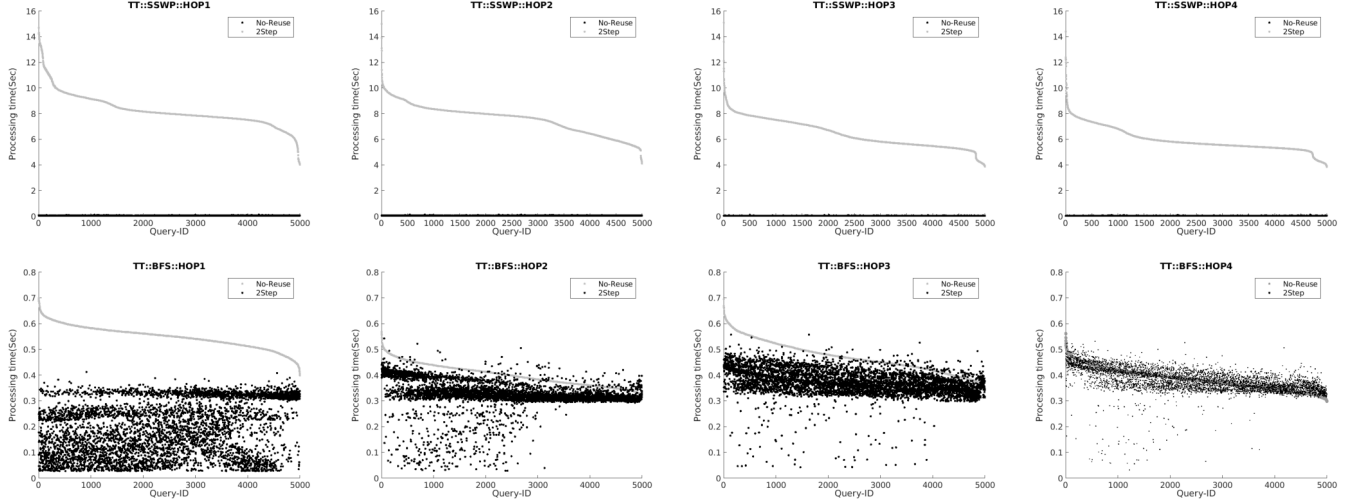 TT::SSWP::HOP1
Processing time(Sec)
16
14
12
10
8
6
4
2
0
No-Reuse
2Step
0 1000 2000 3000 4000 5000
Query-ID
TT::SSWP::HOP2
Processing time(Sec)
16
14
12
10
8
6
4
2
0
No-Reuse
2Step
0 500 1000 1500 2000 2500 3000 3500 4000 4500 5000
Query-ID
TT::SSWP::HOP3
Processing time(Sec)
16
14
12
10
8
6
4
2
0
No-Reuse
2Step
0 500 1000 1500 2000 2500 3000 3500 4000 4500 5000
Query-ID
TT::SSWP::HOP4
Processing time(Sec)
16
14
12
10
8
6
4
2
0
No-Reuse
2Step
0 500 1000 1500 2000 2500 3000 3500 4000 4500 5000
Query-ID
TT::BFS::HOP1
Processing time(Sec)
0.8
0.7
0.6
0.5
0.4
0.3
0.2
0.1
0
No-Reuse
2Step
0 1000 2000 3000 4000 5000
Query-ID
TT::BFS::HOP2
Processing time(Sec)
0.8
0.7
0.6
0.5
0.4
0.3
0.2
0.1
0
No-Reuse
2Step
0 1000 2000 3000 4000 5000
Query-ID
TT::BFS::HOP3
Processing time(Sec)
0.8
0.7
0.6
0.5
0.4
0.3
0.2
0.1
0
No-Reuse
2Step
0 1000 2000 3000 4000 5000
Query-ID
TT::BFS::HOP4
Processing time(Sec)
0.8
0.7
0.6
0.5
0.4
0.3
0.2
0.1
0
No-Reuse
2Step
0 500 1000 1500 2000 2500 3000 3500 4000 4500 5000
Query-ID